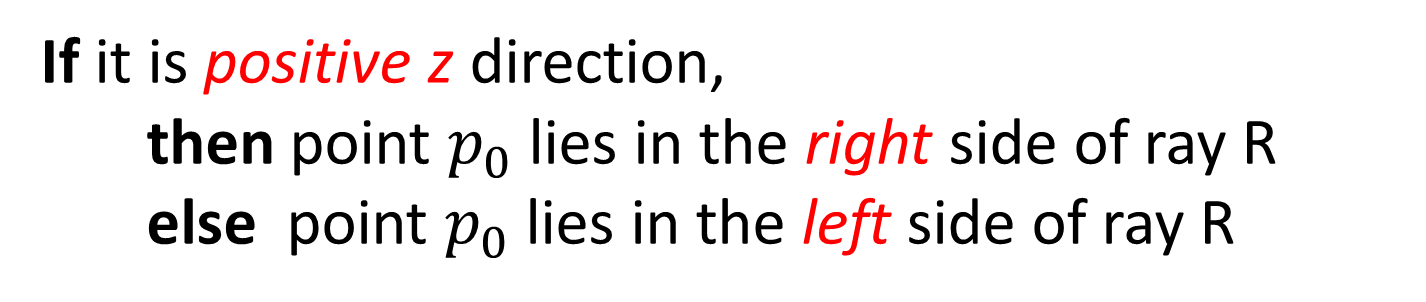 If it is positive z direction,
then point p₀ lies in the right side of ray R
else point p₀ lies in the left side of ray R